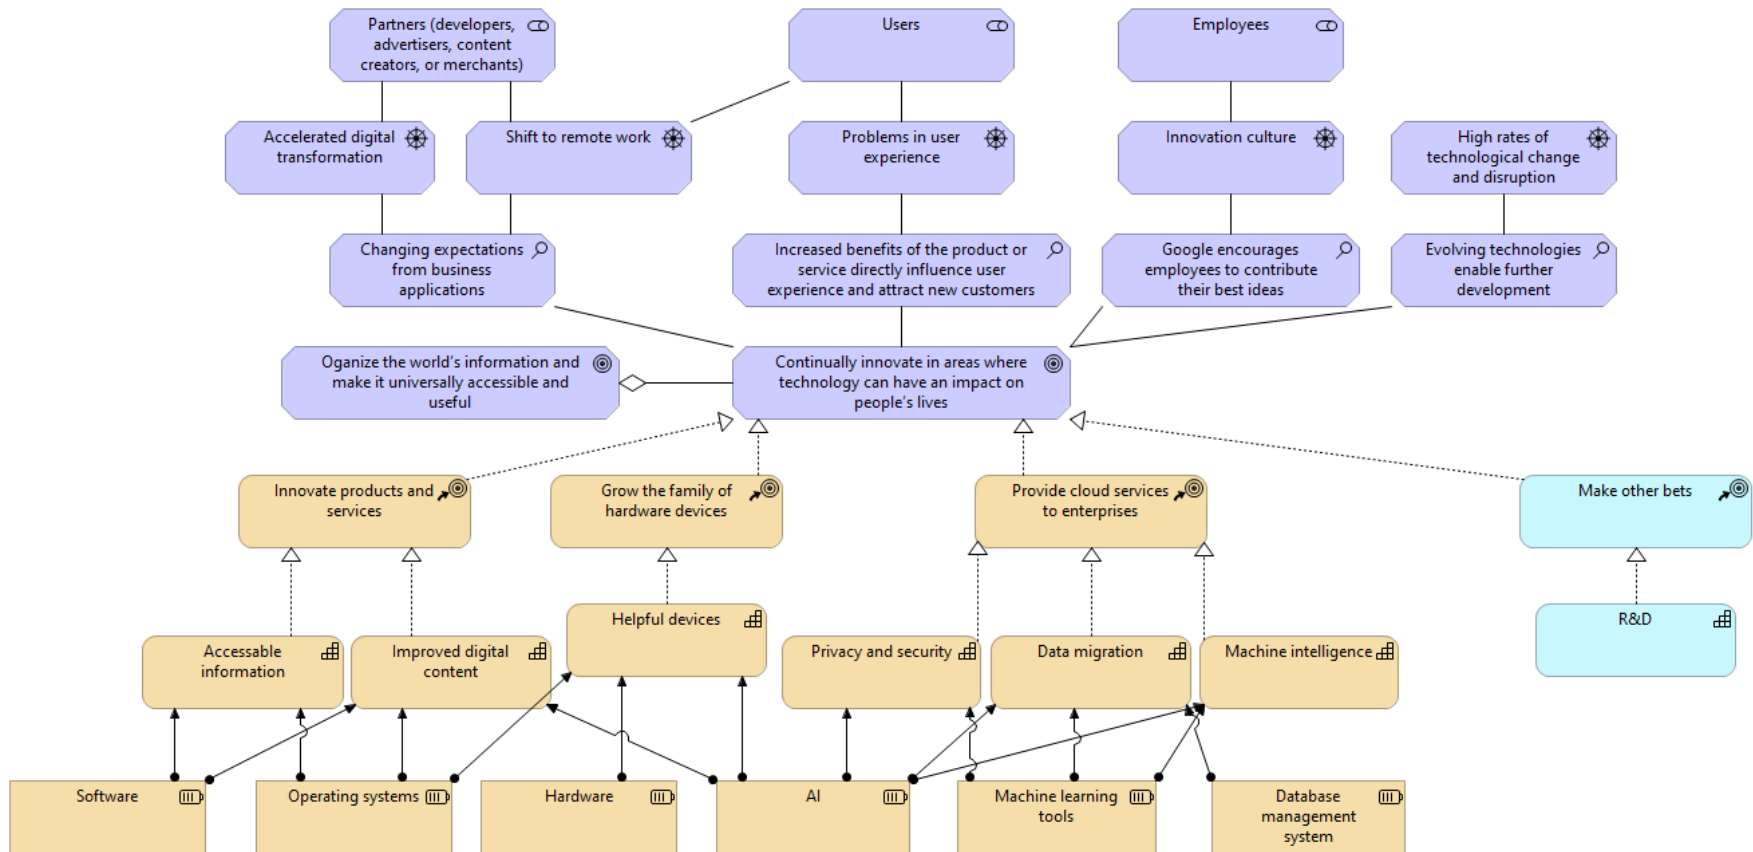 Partners (developers,
advertisers, content
creators, or merchants)
Users
Employees
Accelerated digital
transformation
Shift to remote work
Problems in user
experience
Innovation culture
High rates of
technological change
and disruption
Changing expectations
from business
applications
Increased benefits of the product or
service directly influence user
experience and attract new customers
Google encourages
employees to contribute
their best ideas
Evolving technologies
enable further
development
Oganize the world's information and
make it universally accessible and
useful
Continually innovate in areas where
technology can have an impact on
people's lives
Innovate products and
services
Grow the family of
hardware devices
Provide cloud services
to enterprises
Make other bets
Accessable
information
Improved digital
content
Helpful devices
Privacy and security
Data migration
Machine intelligence
R&D
Software
Operating systems
Hardware
AI
Machine learning
tools
Database
management
system